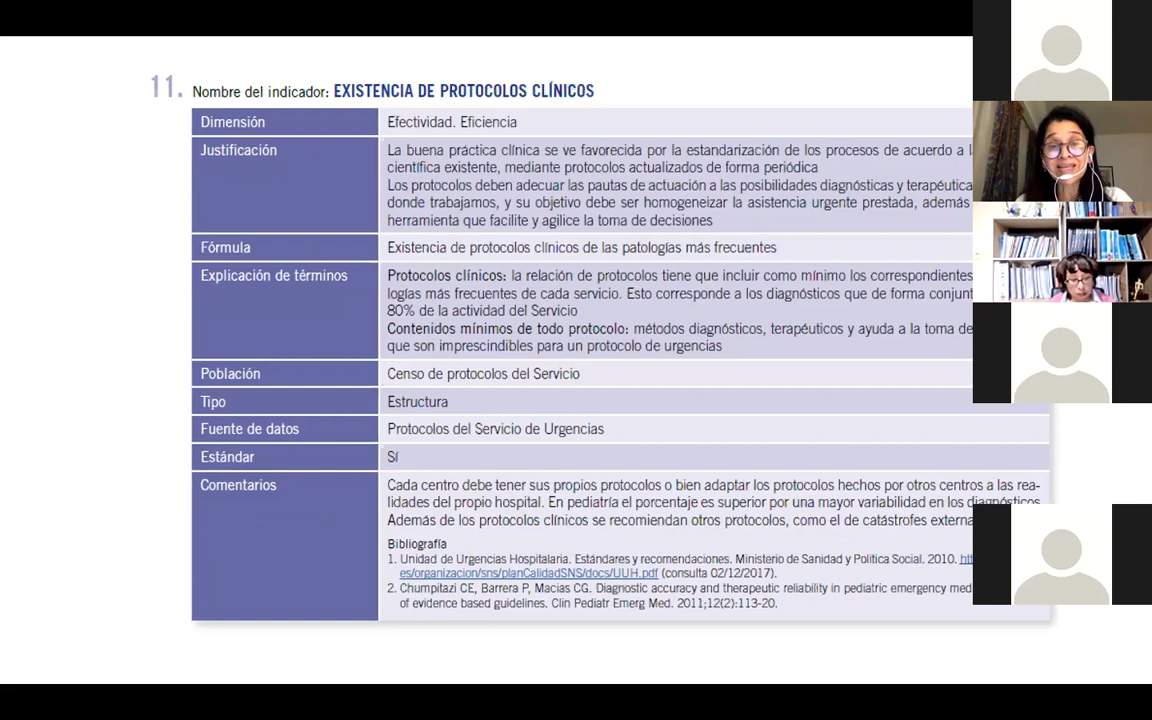 11. Nombre del indicador: EXISTENCIA DE PROTOCOLOS CLÍNICOS
Dimensión
Efectividad. Eficiencia
Justificación
La buena práctica clínica se ve favorecida por la estandarización de los procesos de acuerdo a
científica existente, mediante protocolos actualizados de forma periódica
Los protocolos deben adecuar las pautas de actuación a las posibilidades diagnósticas y terapéutica
donde trabajamos, y su objetivo debe ser homogeneizar la asistencia urgente prestada, además
herramienta que facilite y agilice la toma de decisiones
Fórmula
Existencia de protocolos clínicos de las patologías más frecuentes
Explicación de términos
Protocolos clínicos: la relación de protocolos tiene que incluir como mínimo los correspondientes
logías más frecuentes de cada servicio. Esto corresponde a los diagnósticos que de forma conjunt
80% de la actividad del Servicio
Contenidos mínimos de todo protocolo: métodos diagnósticos, terapéuticos y ayuda a la toma de
que son imprescindibles para un protocolo de urgencias
Población
Censo de protocolos del Servicio
Tipo
Estructura
Fuente de datos
Protocolos del Servicio de Urgencias
Estándar
Sí
Comentarios
Cada centro debe tener sus propios protocolos o bien adaptar los protocolos hechos por otros centros a las rea-
lidades del propio hospital. En pediatría el porcentaje es superior por una mayor variabilidad en los diagnósticos
Además de los protocolos clínicos se recomiendan otros protocolos, como el de catástrofes externa
Bibliografía
1. Unidad de Urgencias Hospitalaria. Estándares y recomendaciones. Ministerio de Sanidad y Politica Social. 2010. htt
es/organizacion/sns/planCalidadSNS/docs/UUH.pdf (consulta 02/12/2017).
2. Chumpitazi CE, Barrera P, Macias CG. Diagnostic accuracy and therapeutic reliability in pediatric emergency med
of evidence based guidelines. Clin Pediatr Emerg Med. 2011;12(2):113-20.